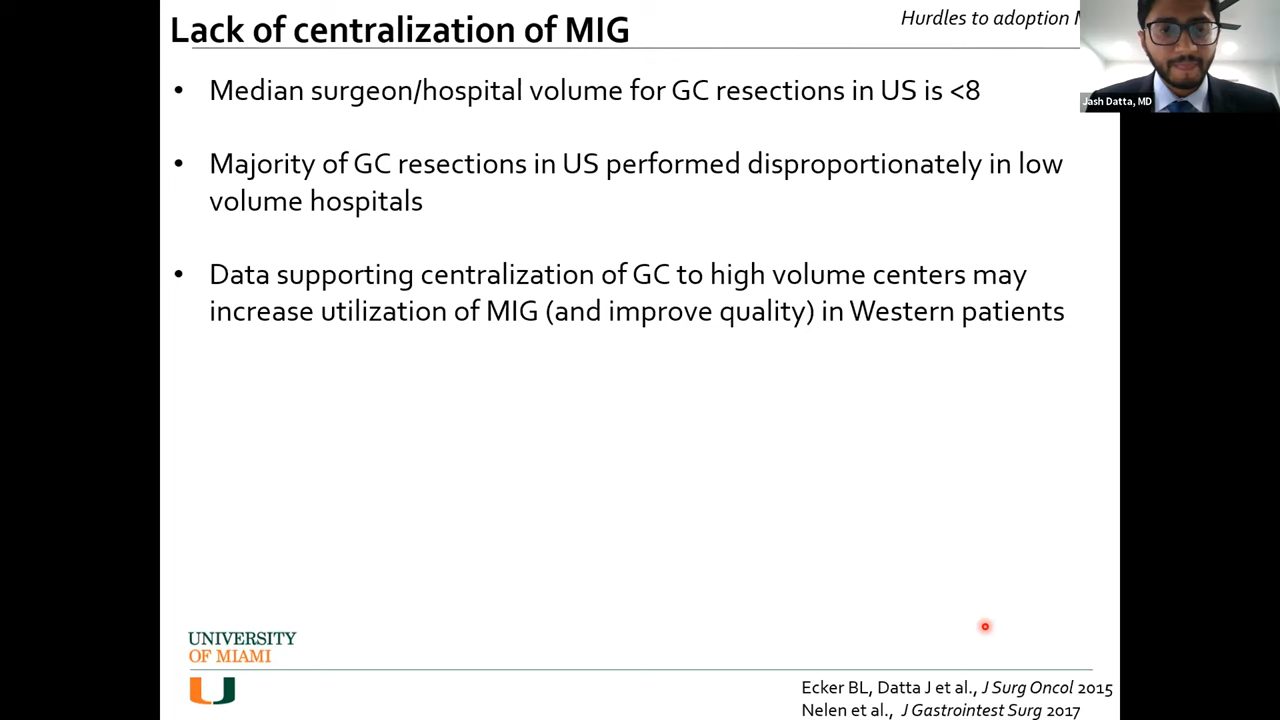 Lack of centralization of MIG
Hurdles to adoption
Jash Datta, MD
• Median surgeon/hospital volume for GC resections in US is <8
• Majority of GC resections in US performed disproportionately in low
volume hospitals
• Data supporting centralization of GC to high volume centers may
increase utilization of MIG (and improve quality) in Western patients
UNIVERSITY
OF MIAMI
Ecker BL, Datta J et al., J Surg Oncol 2015
Nelen et al., J Gastrointest Surg 2017